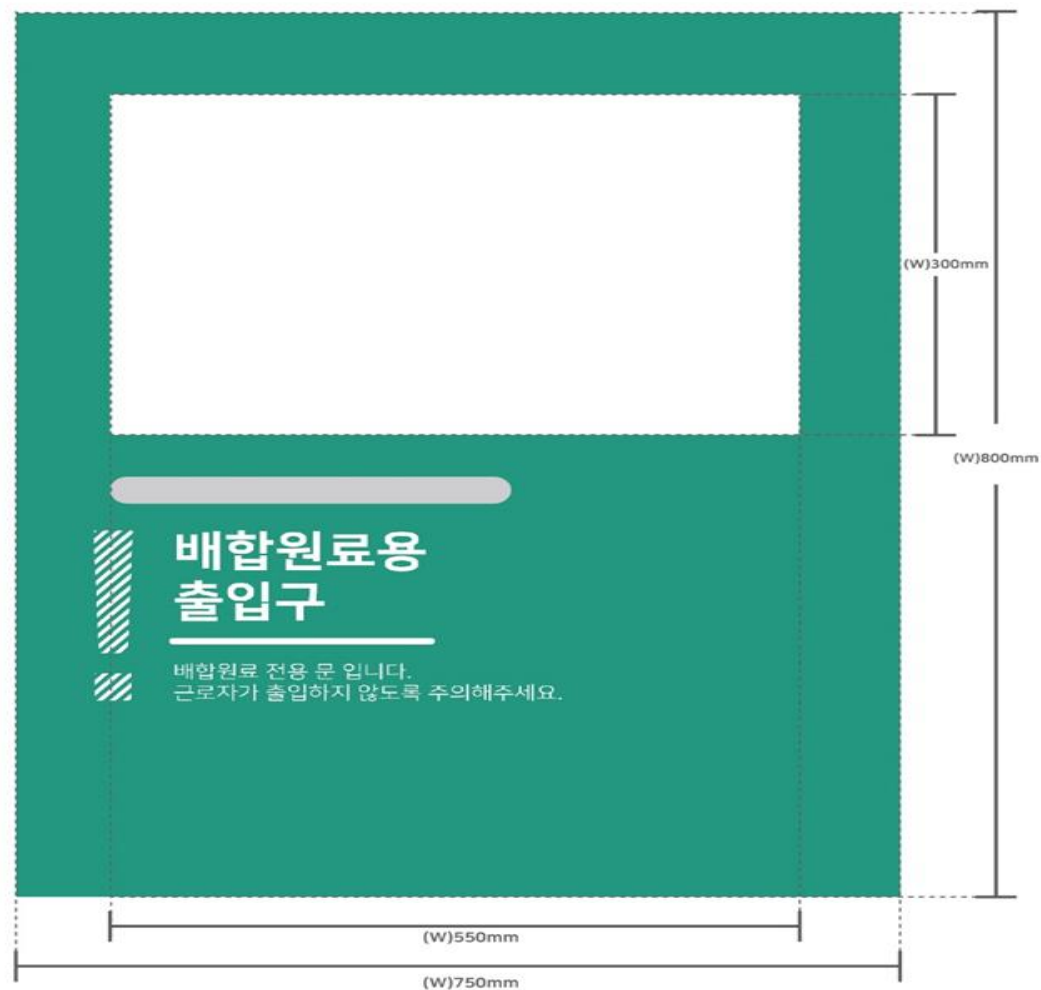 (W)300mm
(W)800mm
배합원료용
출입구
배합원료 전용 문 입니다.
근로자가 출입하지 않도록 주의해주세요.
(W)550mm
(W)750mm